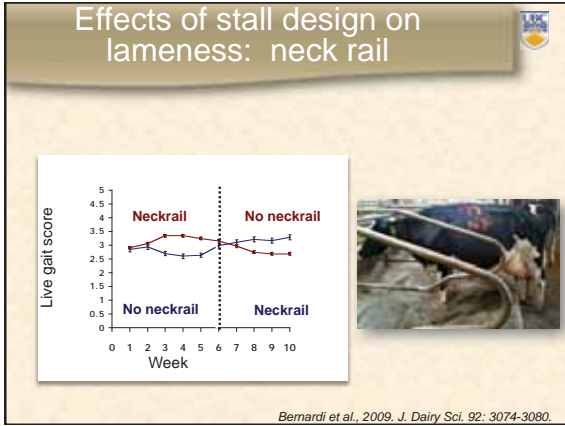 Effects of stall design on
lameness: neck rail
Live gait score
5
4.5
4
3.5
3
2.5
2
1.5
1
0.5
0
Neckrail
No neckrail
No neckrail
Neckrail
0 1 2 3 4 5 6 7 8 9 10
Week
Bernardi et al., 2009. J. Dairy Sci. 92: 3074-3080.